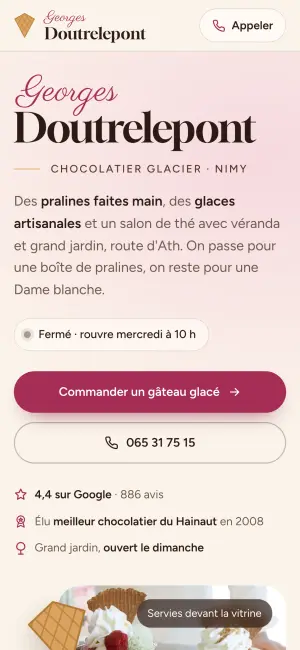 Georges
Doutrelepont
Appeler
Georges
Doutrelepont
CHOCOLATIER GLACIER · NIMY
Des pralines faites main, des glaces
artisanales et un salon de thé avec véranda
et grand jardin, route d'Ath. On passe pour
une boîte de pralines, on reste pour une
Dame blanche.
Fermé · rouvre mercredi à 10 h
Commander un gâteau glacé →
065 31 75 15
4,4 sur Google · 886 avis
Élu meilleur chocolatier du Hainaut en 2008
Grand jardin, ouvert le dimanche
Servies devant la vitrine